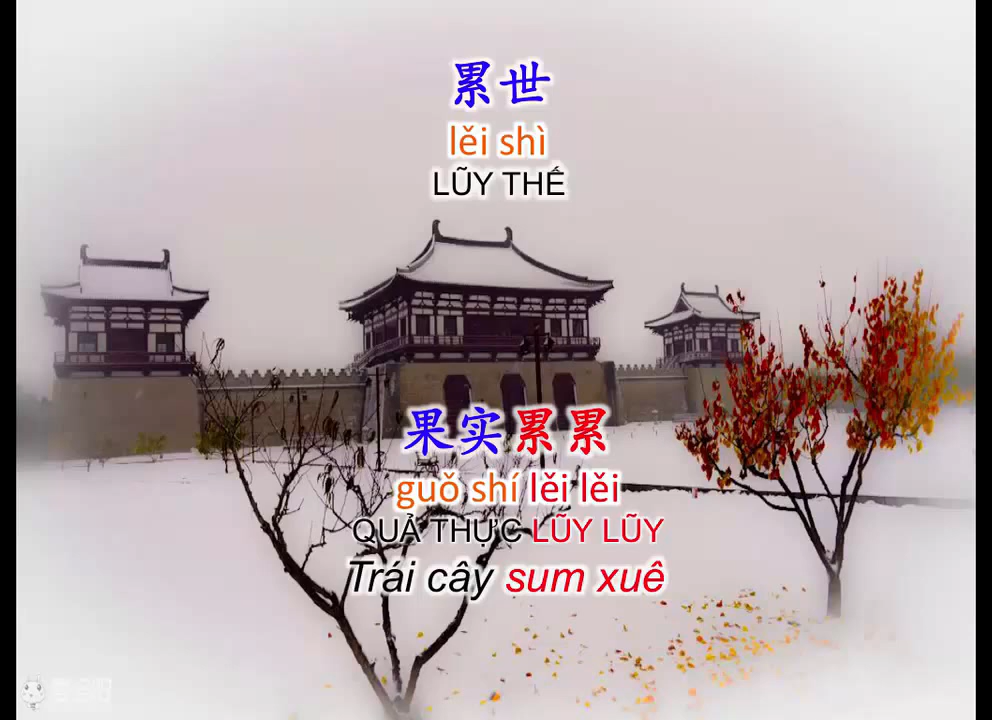 累世
lěi shì
LŨY THẾ
果实累累
guǒ shí lěi lěi
QUẢ THỰC LŨY LŨY
Trái cây sum xuê